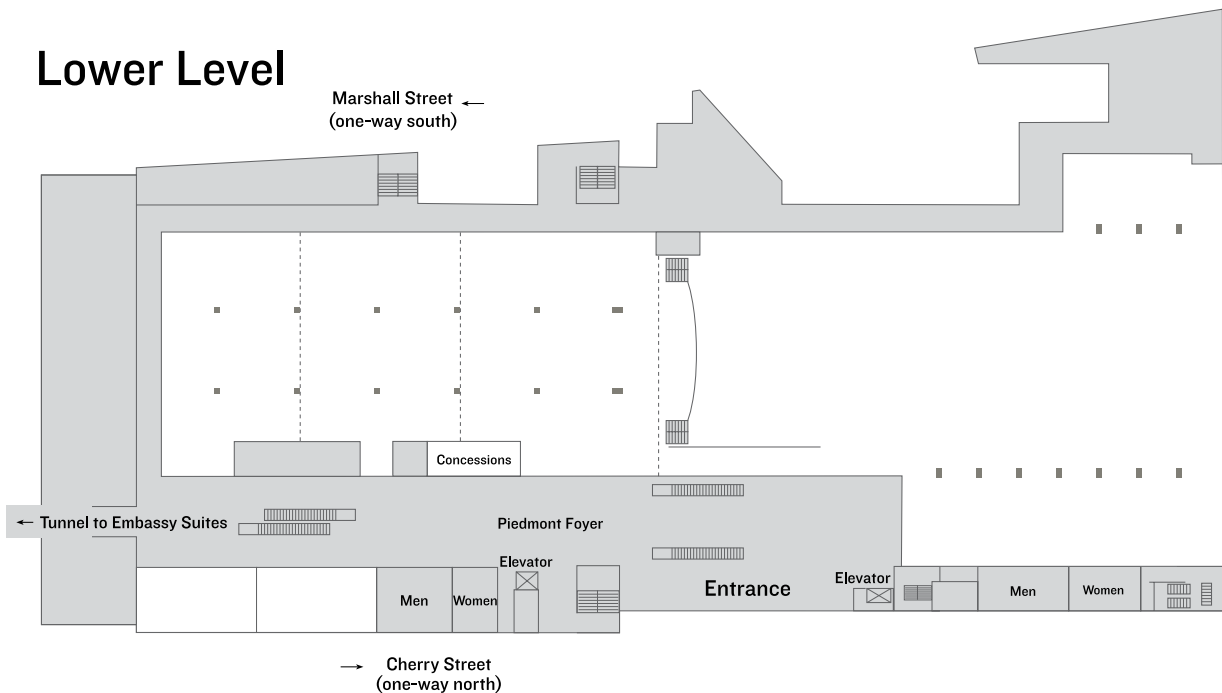 Lower Level
Marshall Street ←
(one-way south)
Concessions
← Tunnel to Embassy Suites
Piedmont Foyer
Elevator
Elevator
Entrance
Men
Women
Men
Women
→ Cherry Street
(one-way north)